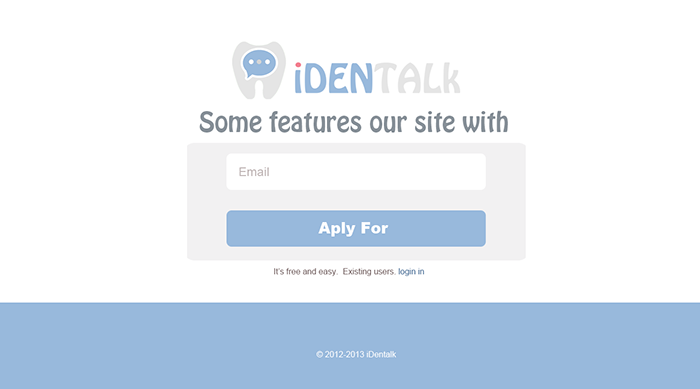 iDENTALK
Some features our site with
Email
Aply For
It's free and easy. Existing users. login in
© 2012-2013 iDentalk